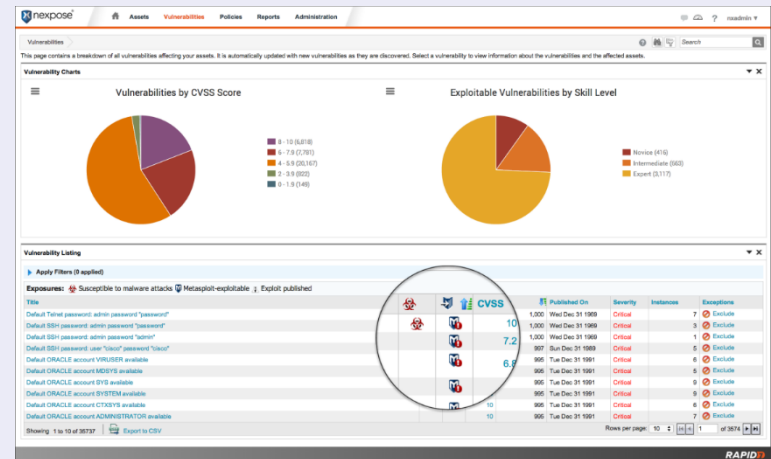 nexpose®
Assets Vulnerabilities Policies Reports Administration
? nxadmin ▾
Vulnerabilities
Search
This page contains a breakdown of all vulnerabilities affecting your assets. It is automatically updated with new vulnerabilities as they are discovered. Select a vulnerability to view information about the vulnerabilities and the affected assets.
Vulnerability Charts
Vulnerabilities by CVSS Score
8 - 10 (6,818)
6 - 7.9 (7,781)
4 - 5.9 (20,167)
2 - 3.9 (822)
0 - 1.9 (149)
Exploitable Vulnerabilities by Skill Level
Novice (416)
Intermediate (583)
Expert (3,117)
Vulnerability Listing
Apply Filters (0 applied)
Exposures: Susceptible to malware attacks Metasploit-exploitable Exploit published
Title CVSS Published On Severity Instances Exceptions
Default Telnet password: admin password "password" 10 1,000 Wed Dec 31 1969 Critical 7 Exclude
Default SSH password: admin password "password" 1,000 Wed Dec 31 1969 Critical 3 Exclude
Default SSH password: admin password "admin" 7.2 1,000 Wed Dec 31 1969 Critical 1 Exclude
Default SSH password: user "cisco" password "cisco" 997 Sun Dec 31 1989 Critical 5 Exclude
Default ORACLE account VIRUSER available 6.8 995 Tue Dec 31 1991 Critical 6 Exclude
Default ORACLE account MDSYS available 995 Tue Dec 31 1991 Critical 5 Exclude
Default ORACLE account SYS available 995 Tue Dec 31 1991 Critical 9 Exclude
Default ORACLE account SYSTEM available 995 Tue Dec 31 1991 Critical 9 Exclude
Default ORACLE account CTXSYS available 10 995 Tue Dec 31 1991 Critical 6 Exclude
Default ORACLE account ADMINISTRATOR available 10 995 Tue Dec 31 1991 Critical 7 Exclude
Showing 1 to 10 of 35737 Export to CSV Rows per page: 10 1 of 3574
RAPID7